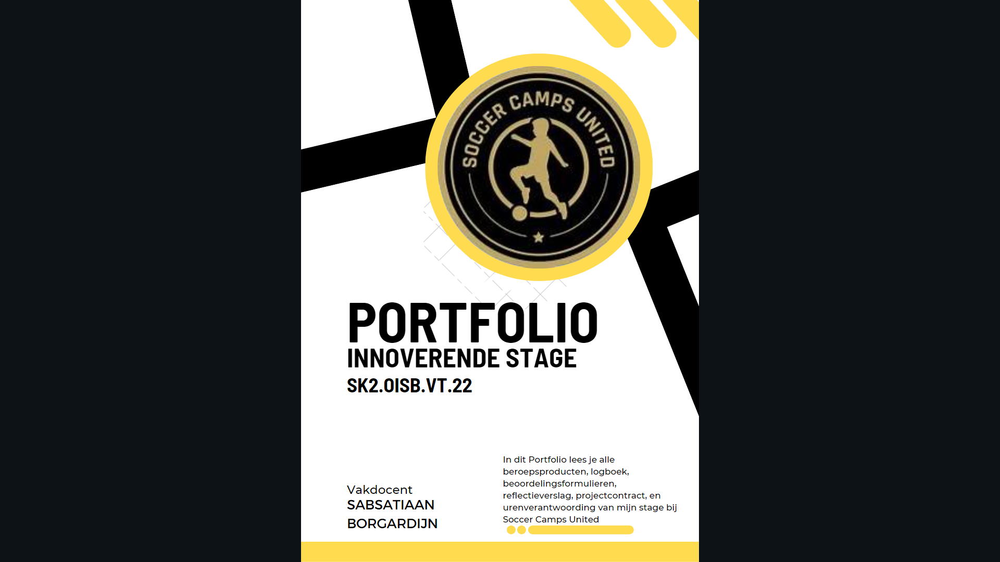 SOCCER CAMPS UNITED
PORTFOLIO
INNOVERENDE STAGE
SK2.OISB.VT.22
Vakdocent
SABSATIAAN
BORGARDIJN
In dit Portfolio lees je alle
beroepsproducten, logboek,
beoordelingsformulieren,
reflectieverslag, projectcontract, en
urenverantwoording van mijn stage bij
Soccer Camps United